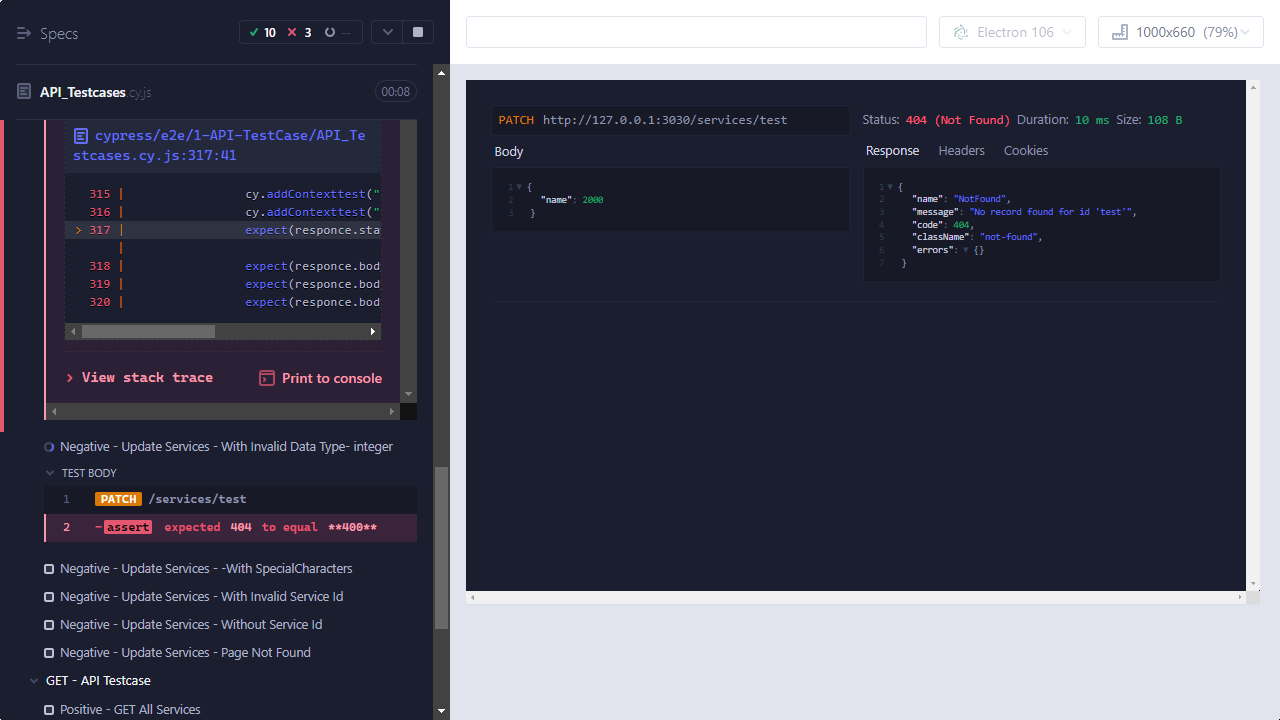 Specs
10 3 --
API_Testcases.cy.js 00:08
cypress/e2e/1-API-TestCase/API_Te
stcases.cy.js:317:41
315 | cy.addContexttest("
316 | cy.addContexttest("
> 317 | expect(responce.sta
|
318 | expect(responce.bod
319 | expect(responce.bod
320 | expect(responce.bod
> View stack trace
Print to console
Negative - Update Services - With Invalid Data Type- integer
TEST BODY
1 PATCH /services/test
2 -assert expected 404 to equal **400**
Negative - Update Services - -With SpecialCharacters
Negative - Update Services - With Invalid Service Id
Negative - Update Services - Without Service Id
Negative - Update Services - Page Not Found
GET - API Testcase
Positive - GET All Services
Electron 106
1000x660 (79%)
PATCH http://127.0.0.1:3030/services/test
Body
1 {
2 "name": 2000
3 }
Status: 404 (Not Found) Duration: 10 ms Size: 108 B
Response Headers Cookies
1 {
2 "name": "NotFound",
3 "message": "No record found for id 'test'",
4 "code": 404,
5 "className": "not-found",
6 "errors": {}
7 }